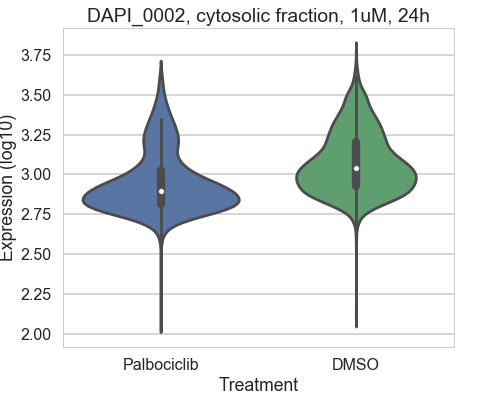 DAPI_0002, cytosolic fraction, 1uM, 24h
Expression (log10)
3.75
3.50
3.25
3.00
2.75
2.50
2.25
2.00
Palbociclib DMSO
Treatment